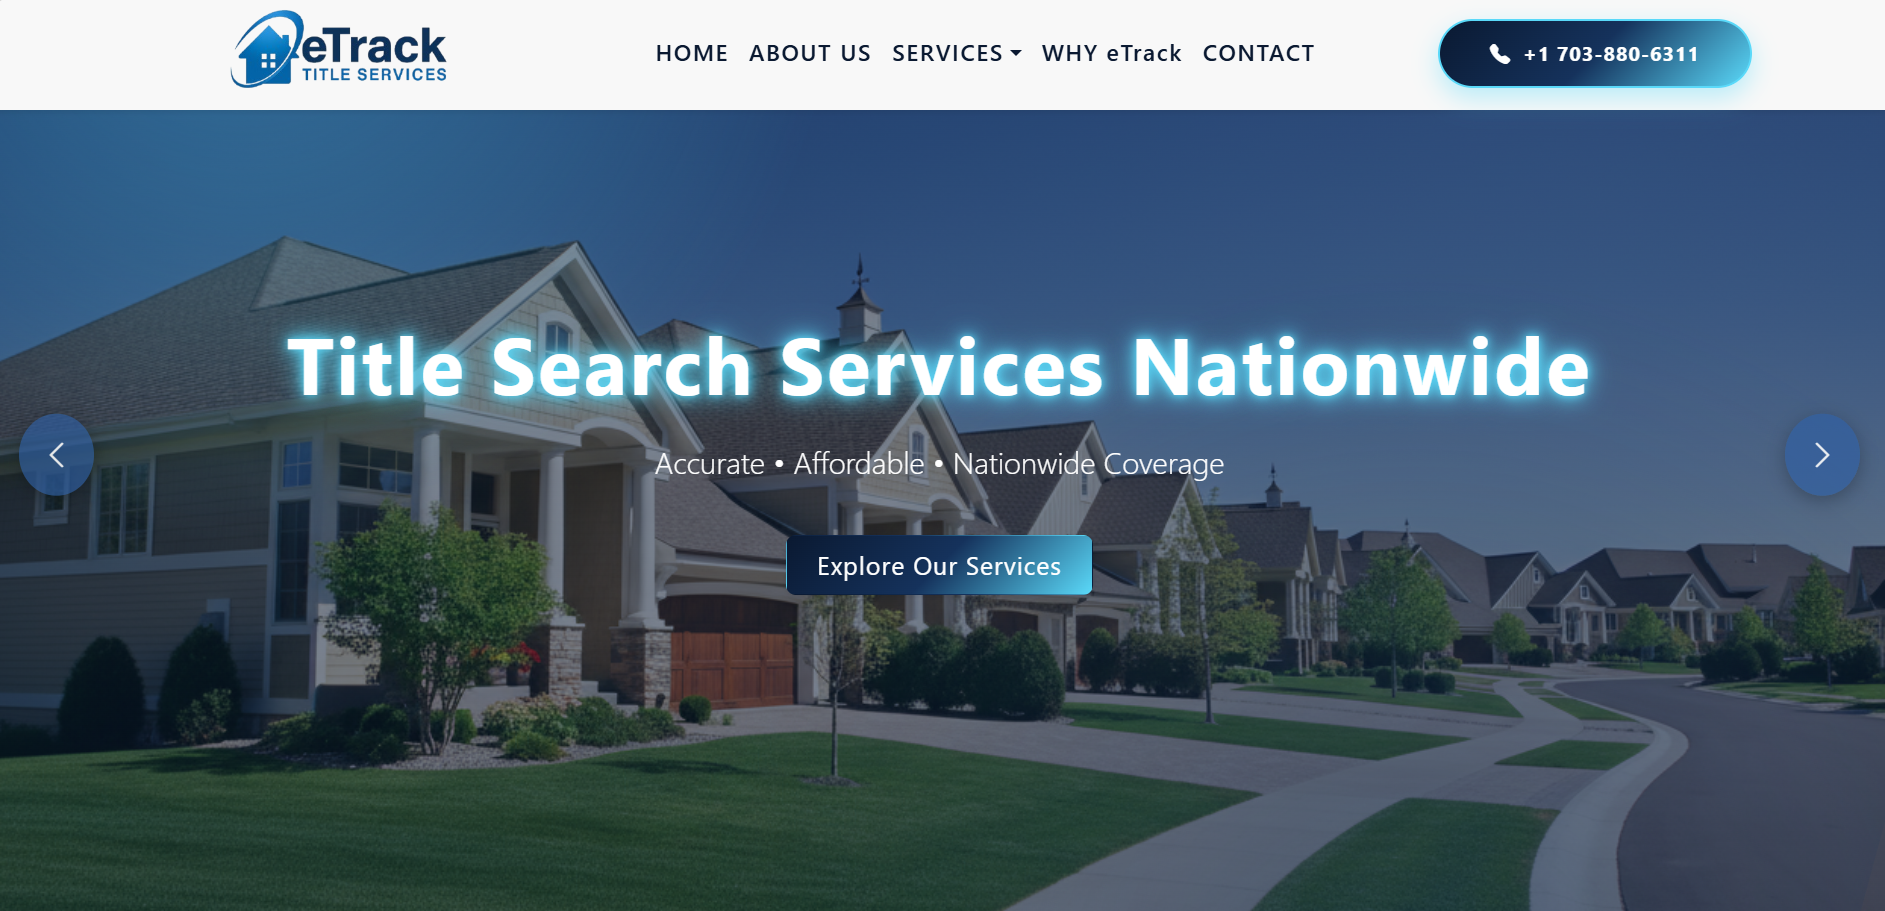 eTrack
TITLE SERVICES
HOME ABOUT US SERVICES WHY eTrack CONTACT
+1 703-880-6311
Title Search Services Nationwide
Accurate • Affordable • Nationwide Coverage
Explore Our Services